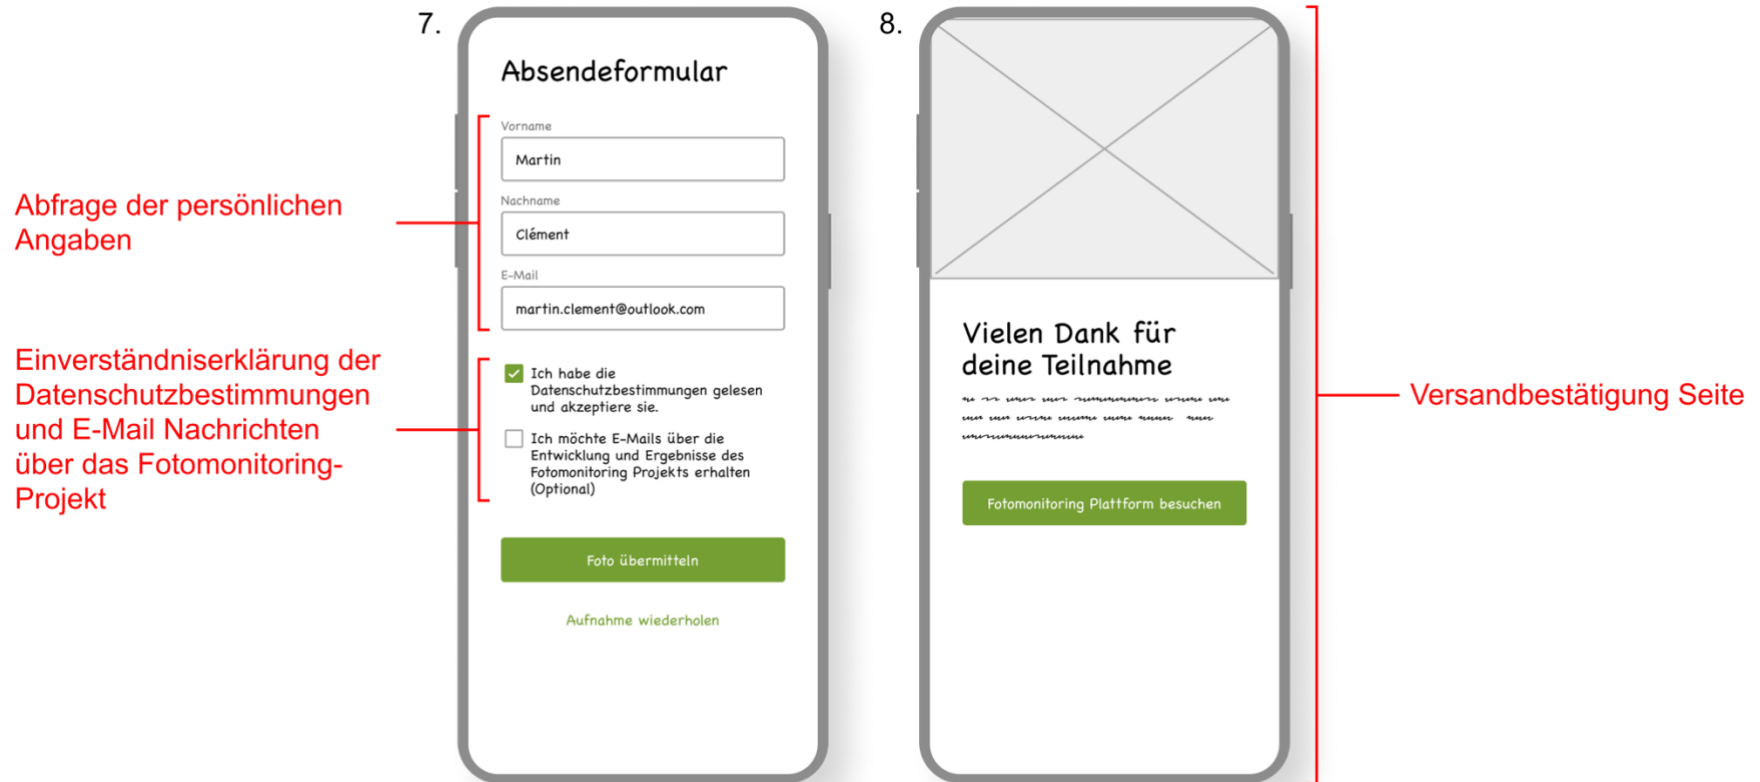 7.
Absendeformular
Vorname
Martin
Nachname
Clément
E-Mail
martin.clement@outlook.com
Ich habe die
Datenschutzbestimmungen gelesen
und akzeptiere sie.
Ich möchte E-Mails über die
Entwicklung und Ergebnisse des
Fotomonitoring Projekts erhalten
(Optional)
Foto übermitteln
Aufnahme wiederholen
Abfrage der persönlichen
Angaben
Einverständniserklärung der
Datenschutzbestimmungen
und E-Mail Nachrichten
über das Fotomonitoring-
Projekt
8.
Vielen Dank für
deine Teilnahme
Fotomonitoring Plattform besuchen
Versandbestätigung Seite